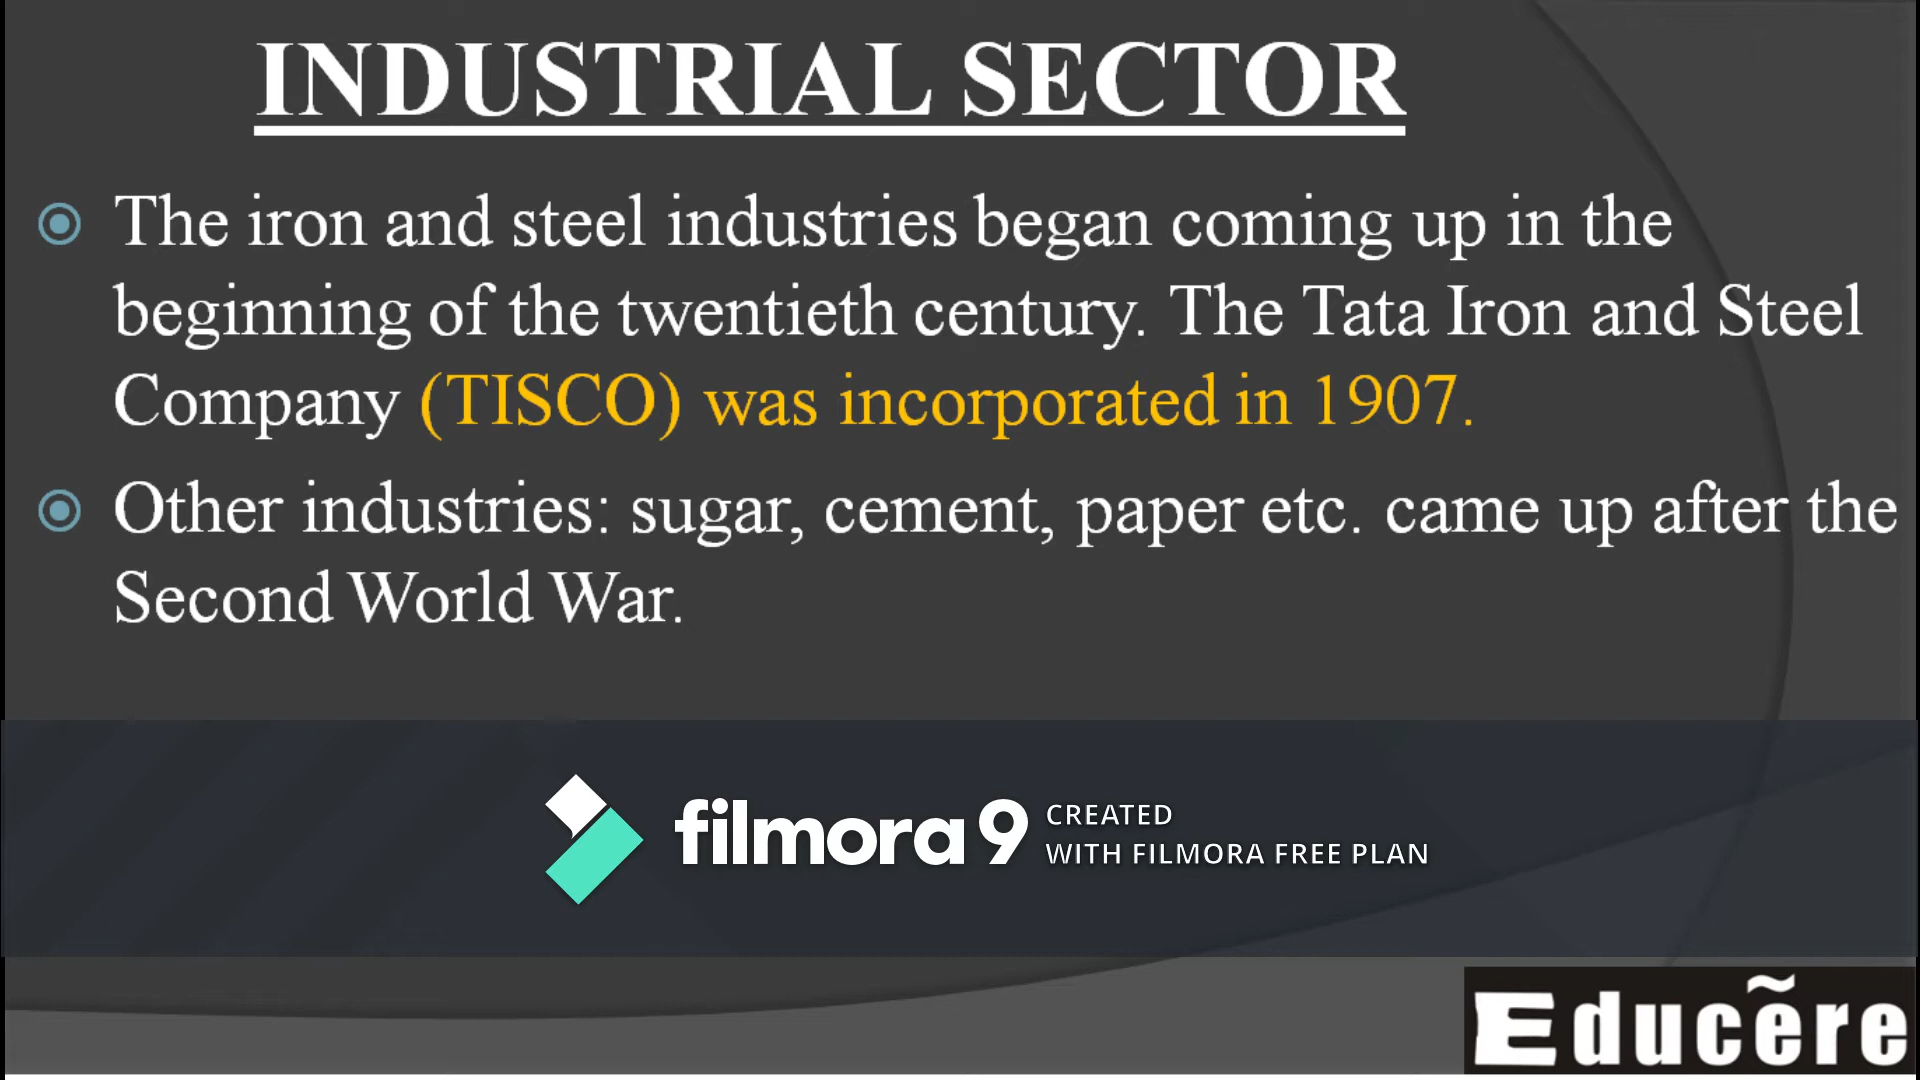 INDUSTRIAL SECTOR
The iron and steel industries began coming up in the
beginning of the twentieth century. The Tata Iron and Steel
Company (TISCO) was incorporated in 1907.
Other industries: sugar, cement, paper etc. came up after the
Second World War.
filmora 9 CREATED
WITH FILMORA FREE PLAN
Educẽre